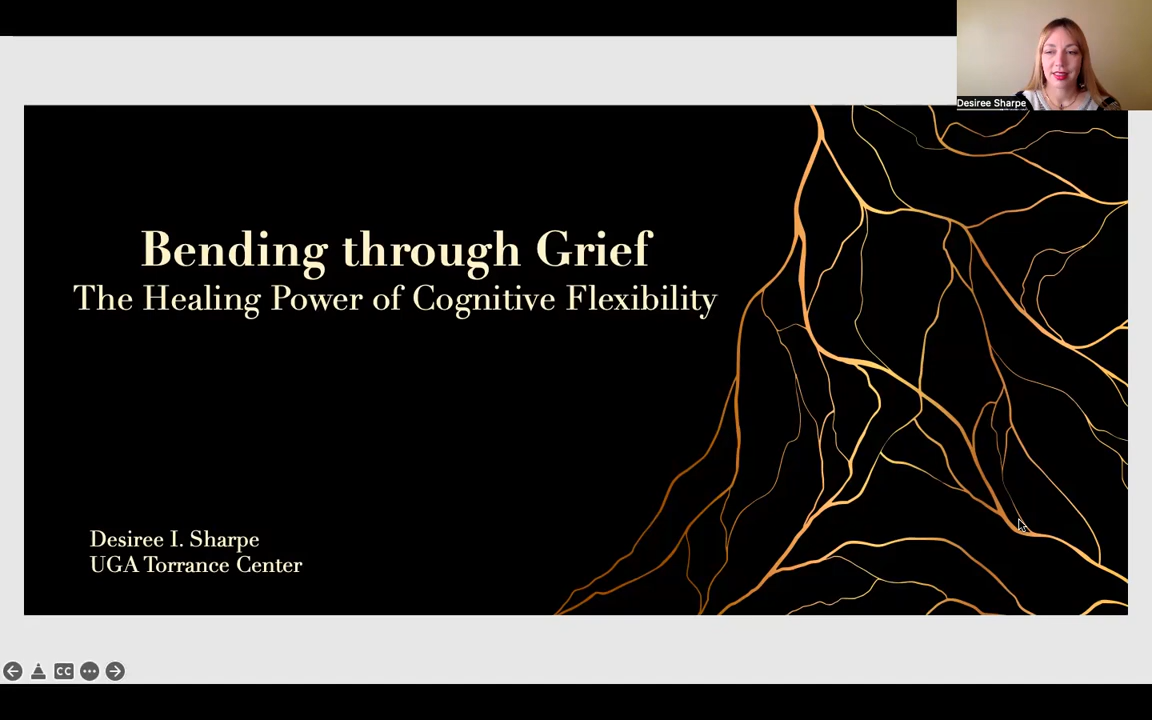 Desiree Sharpe
Bending through Grief
The Healing Power of Cognitive Flexibility
Desiree I. Sharpe
UGA Torrance Center
CC